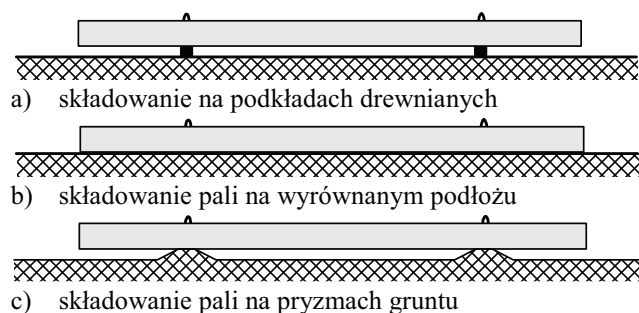 a) składowanie na podkładach drewnianych
b) składowanie pali na wyrównanym podłożu
c) składowanie pali na pryzmach gruntu